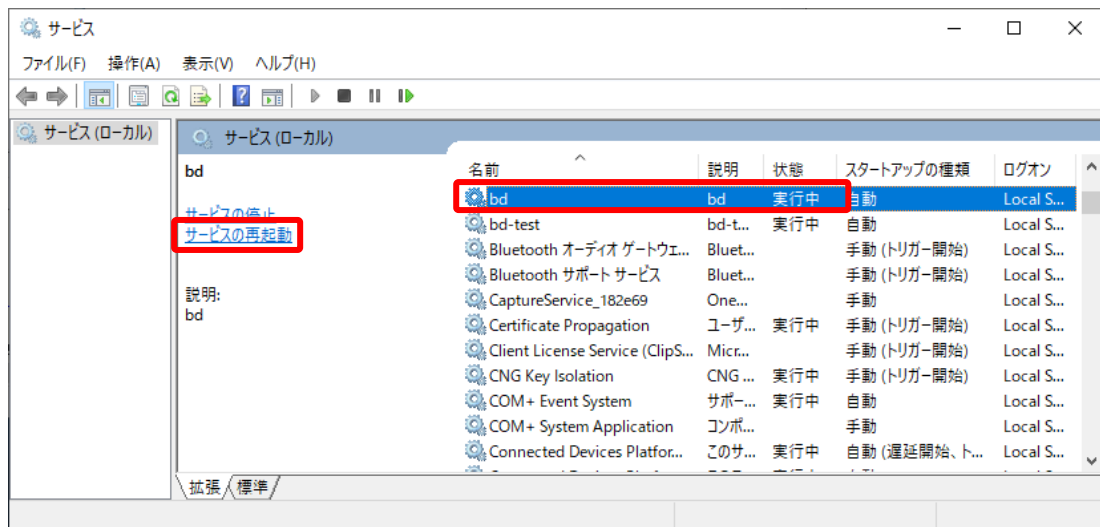 サービス
ファイル(F) 操作(A) 表示(V) ヘルプ(H)
サービス (ローカル)
サービス (ローカル)
bd
サービスの停止
サービスの再起動
説明:
bd
名前 説明 状態 スタートアップの種類 ログオン
bd bd 実行中 自動 Local S...
bd-test bd-t... 実行中 自動 Local S...
Bluetooth オーディオ ゲートウェ... Bluet... 手動 (トリガー開始) Local S...
Bluetooth サポート サービス Bluet... 手動 (トリガー開始) Local S...
CaptureService_182e69 One... 手動 Local S...
Certificate Propagation ユーザ... 実行中 手動 (トリガー開始) Local S...
Client License Service (ClipS... Micr... 手動 (トリガー開始) Local S...
CNG Key Isolation CNG ... 実行中 手動 (トリガー開始) Local S...
COM+ Event System サポー... 実行中 自動 Local S...
COM+ System Application コンポ... 手動 Local S...
Connected Devices Platfor... このサ... 実行中 自動 (遅延開始、ト... Local S...
拡張 標準